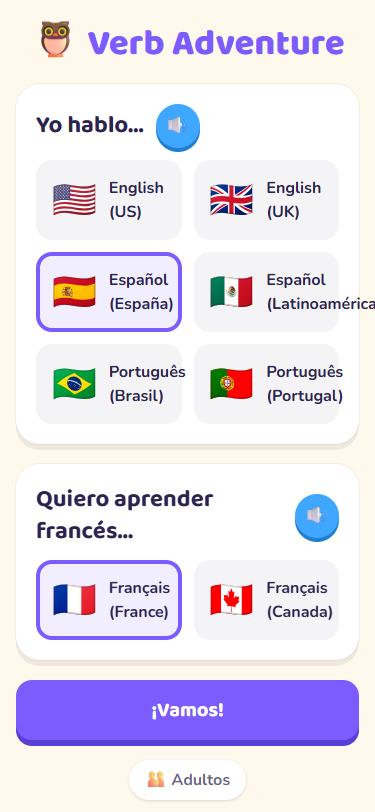 Verb Adventure
Yo hablo...
English
(US)
English
(UK)
Español
(España)
Español
(Latinoamérica
Português
(Brasil)
Português
(Portugal)
Quiero aprender
francés...
Français
(France)
Français
(Canada)
¡Vamos!
Adultos